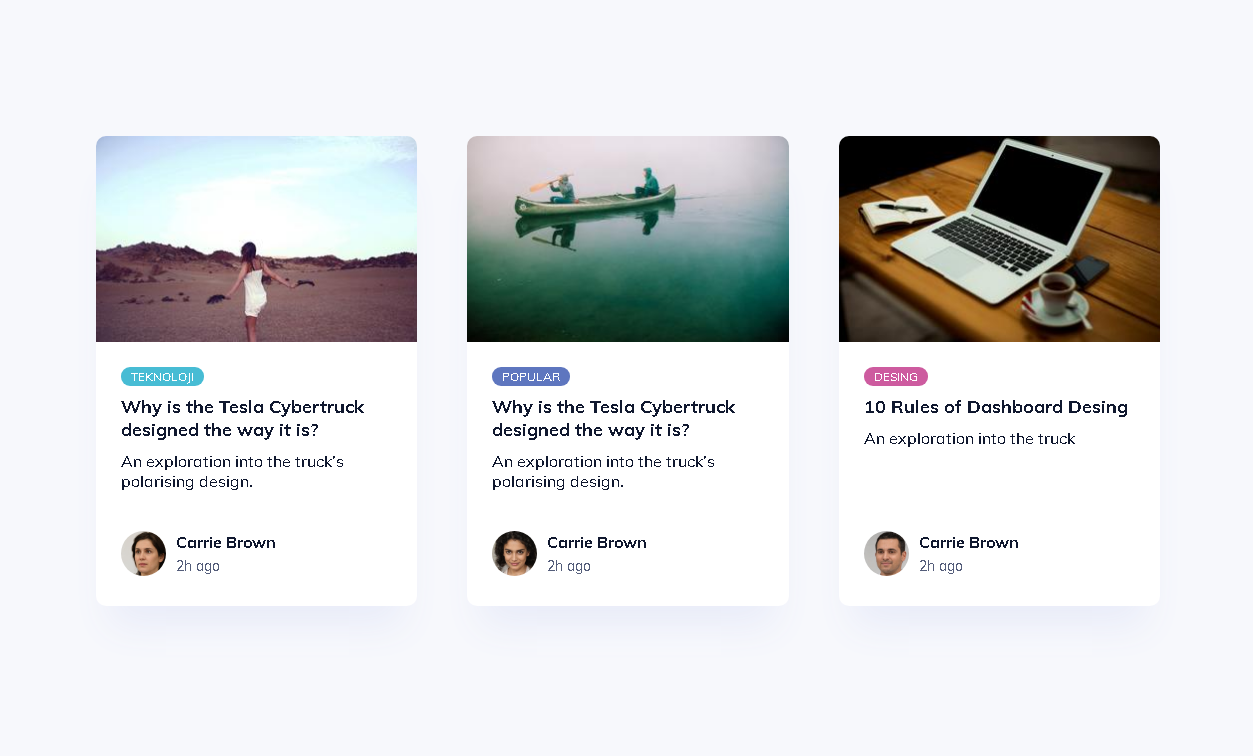 TEKNOLOJI
Why is the Tesla Cybertruck
designed the way it is?
An exploration into the truck's
polarising design.
Carrie Brown
2h ago
POPULAR
Why is the Tesla Cybertruck
designed the way it is?
An exploration into the truck's
polarising design.
Carrie Brown
2h ago
DESING
10 Rules of Dashboard Desing
An exploration into the truck
Carrie Brown
2h ago